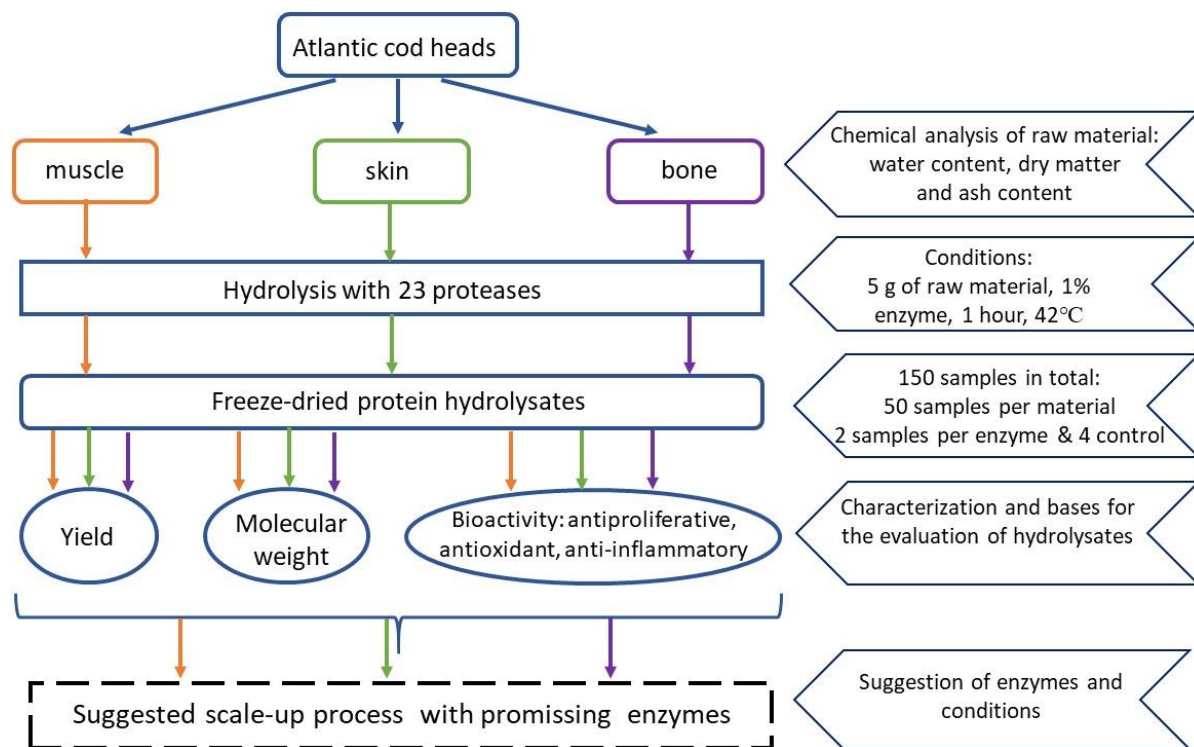 Atlantic cod heads
muscle
skin
bone
Chemical analysis of raw material:
water content, dry matter
and ash content
Hydrolysis with 23 proteases
Conditions:
5 g of raw material, 1%
enzyme, 1 hour, 42℃
Freeze-dried protein hydrolysates
150 samples in total:
50 samples per material
2 samples per enzyme & 4 control
Yield
Molecular
weight
Bioactivity: antiproliferative,
antioxidant, anti-inflammatory
Characterization and bases for
the evaluation of hydrolysates
Suggested scale-up process with promissing enzymes
Suggestion of enzymes and
conditions